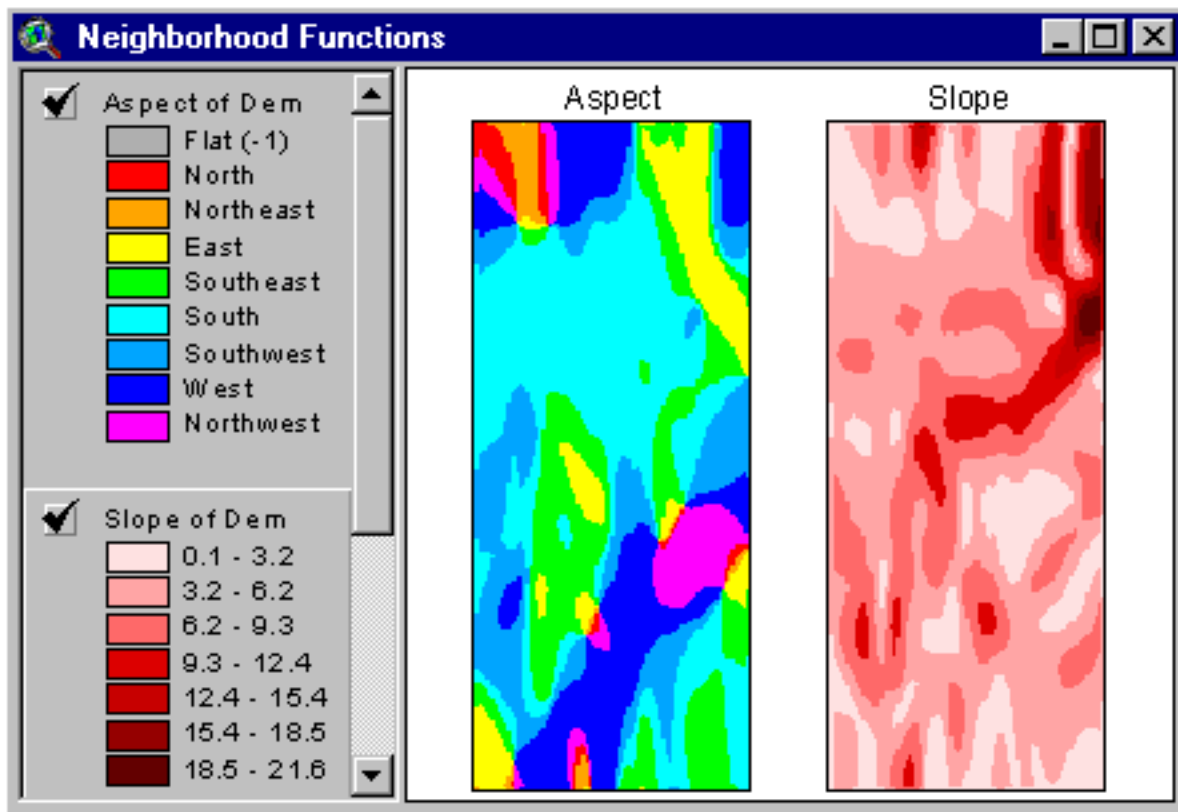 Neighborhood Functions
Aspect of Dem
Flat (-1)
North
Northeast
East
Southeast
South
Southwest
West
Northwest
Slope of Dem
0.1 - 3.2
3.2 - 6.2
6.2 - 9.3
9.3 - 12.4
12.4 - 15.4
15.4 - 18.5
18.5 - 21.6
Aspect
Slope